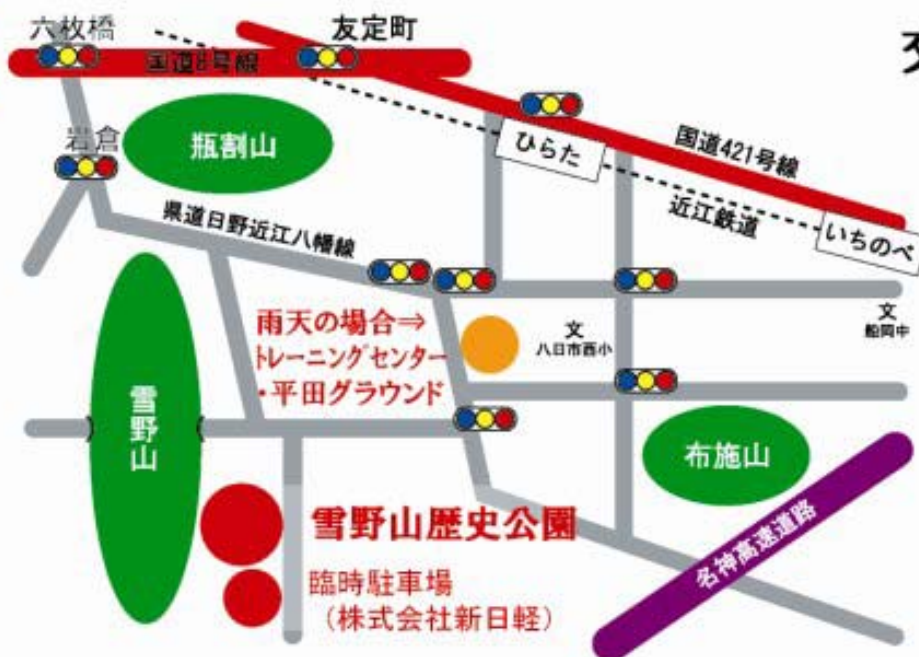 六枚橋
友定町
国道8号線
岩倉
瓶割山
ひらた
国道421号線
近江鉄道
いちのべ
県道日野近江八幡線
雨天の場合⇒
トレーニングセンター
・平田グラウンド
文
八日市西小
文
船岡中
雪野山
布施山
雪野山歴史公園
臨時駐車場
（株式会社新日軽）
名神高速道路